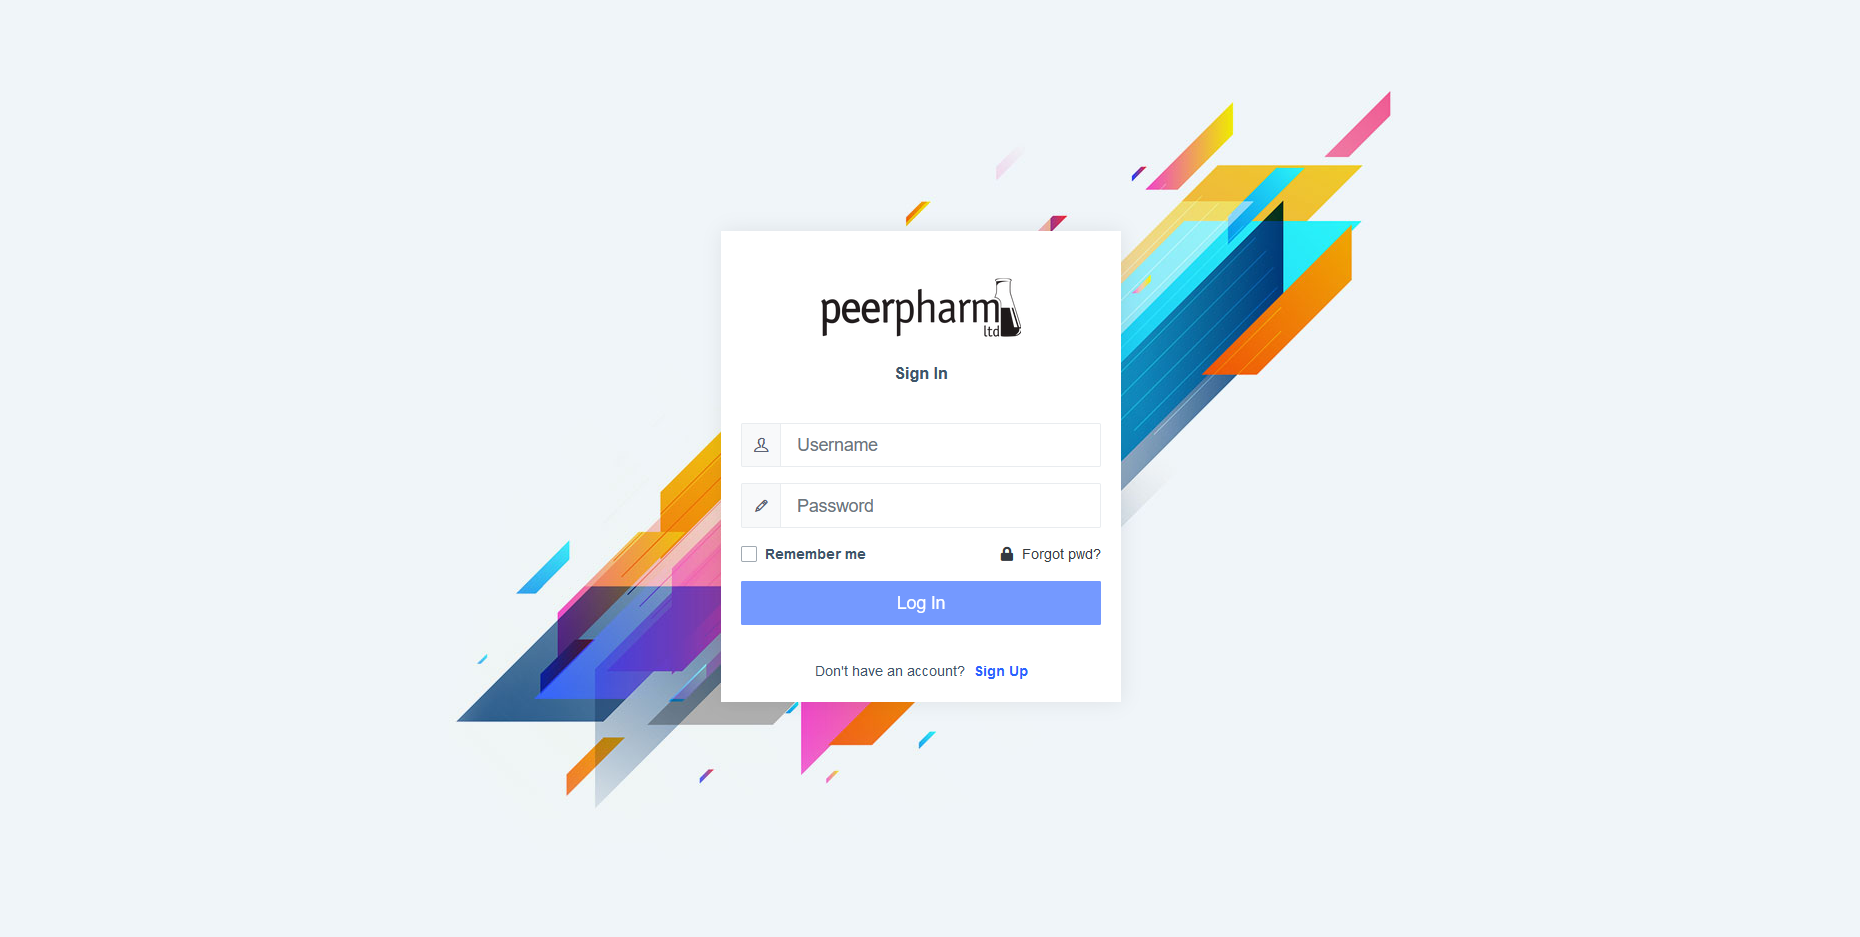 peerpharm
ltd
Sign In
Username
Password
Remember me
Forgot pwd?
Log In
Don't have an account? Sign Up